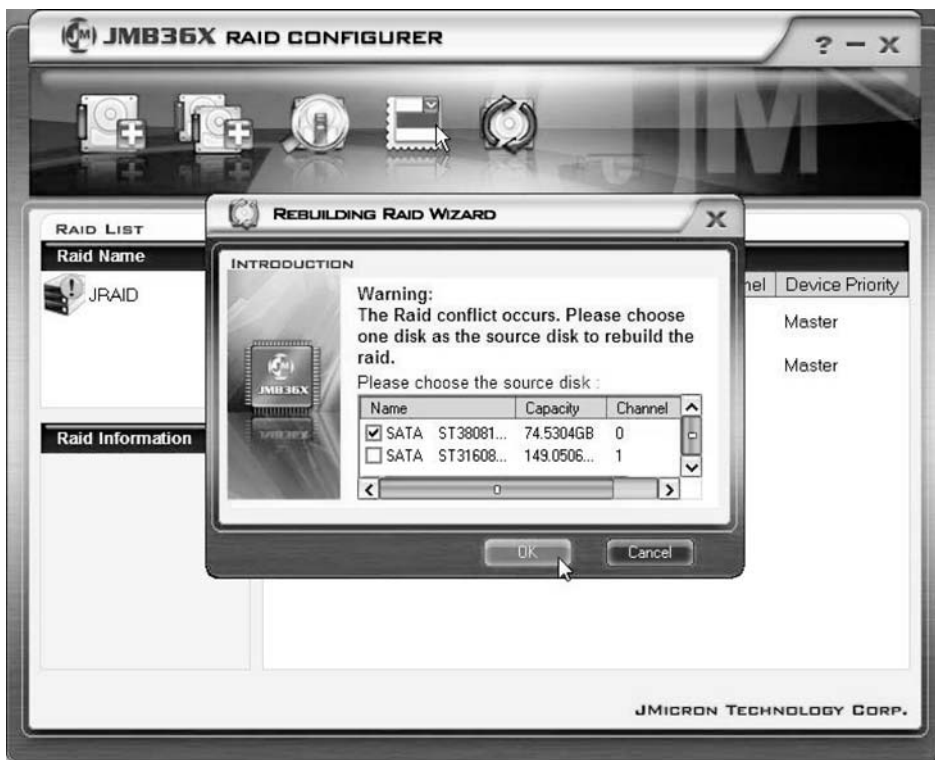 JMB36X RAID CONFIGURER
? – X
JM
RAID LIST
Raid Name
JRAID
Raid Information
nel Device Priority
Master
Master
REBUILDING RAID WIZARD
X
INTRODUCTION
JM
JMB36X
Warning:
The Raid conflict occurs. Please choose
one disk as the source disk to rebuild the
raid.
Please choose the source disk :
Name Capacity Channel
SATA ST38081... 74.5304GB 0
SATA ST31608... 149.0506... 1
OK Cancel
JMICRON TECHNOLOGY CORP.